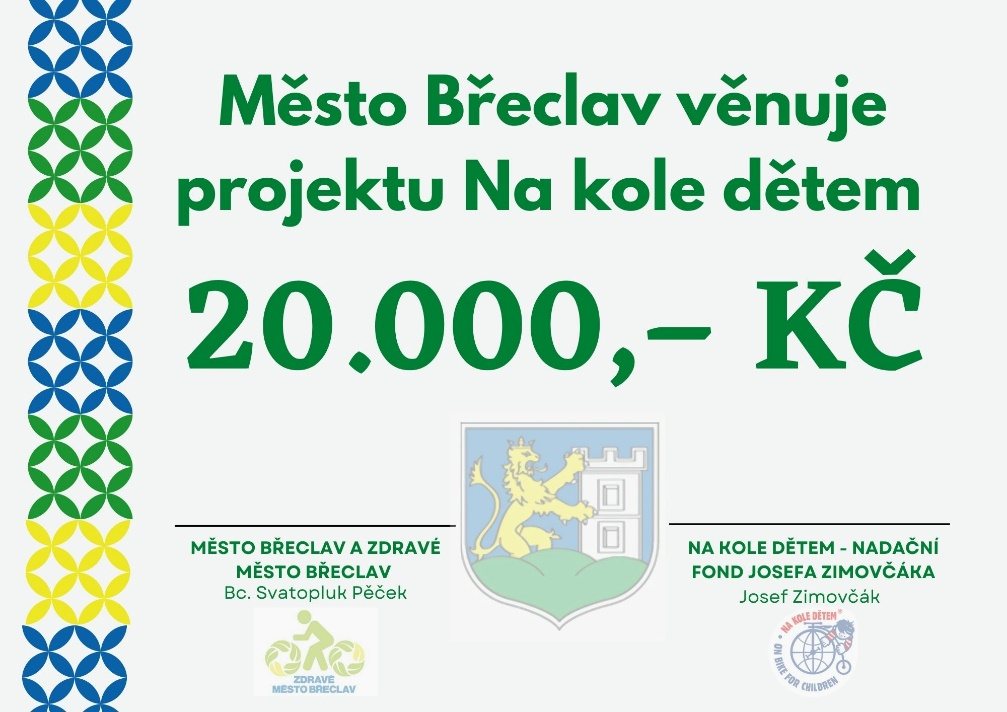 Město Břeclav věnuje
projektu Na kole dětem
20.000,– KČ
MĚSTO BŘECLAV A ZDRAVÉ
MĚSTO BŘECLAV
Bc. Svatopluk Pěček
NA KOLE DĚTEM - NADAČNÍ
FOND JOSEFA ZIMOVČÁKA
Josef Zimovčák
ZDRAVÉ
MĚSTO BŘECLAV
NA KOLE DĚTEM
ON BIKE FOR CHILDREN